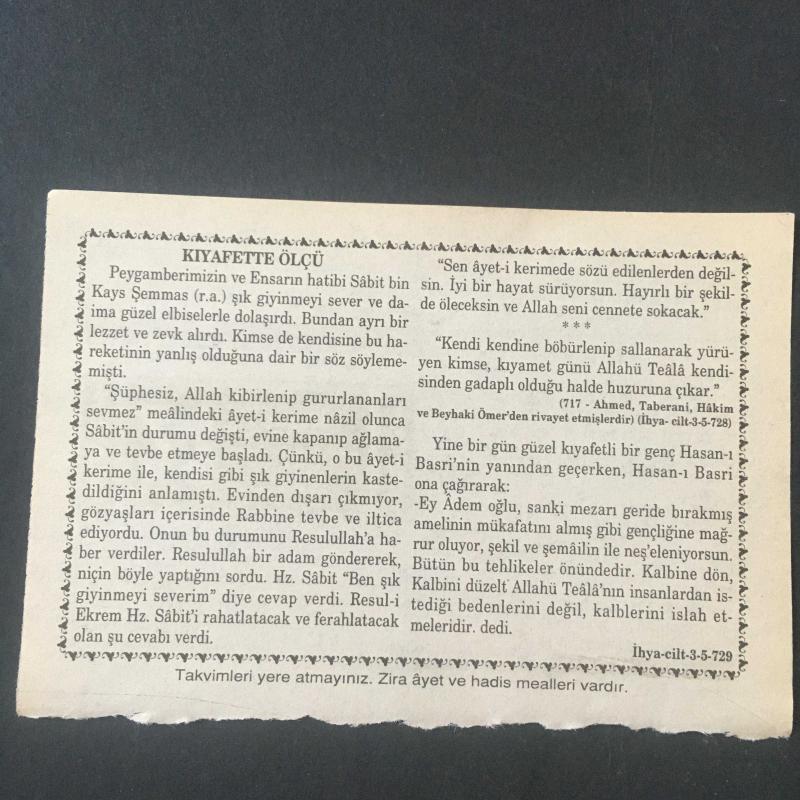 KIYAFETTE ÖLÇÜ
Peygamberimizin ve Ensarın hatibi Sâbit bin
Kays Şemmas (r.a.) şık giyinmeyi sever ve da-
ima güzel elbiselerle dolaşırdı. Bundan ayrı bir
lezzet ve zevk alırdı. Kimse de kendisine bu ha-
reketinin yanlış olduğuna dair bir söz söyleme-
mişti.
“Şüphesiz, Allah kibirlenip gururlananları
sevmez” meâlindeki âyet-i kerime nâzil olunca
Sâbit'in durumu değişti, evine kapanıp ağlama-
ya ve tevbe etmeye başladı. Çünkü, o bu âyet-i
kerime ile, kendisi gibi şık giyinenlerin kaste-
dildiğini anlamıştı. Evinden dışarı çıkmıyor,
gözyaşları içerisinde Rabbine tevbe ve iltica
ediyordu. Onun bu durumunu Resulullah'a ha-
ber verdiler. Resulullah bir adam göndererek,
niçin böyle yaptığını sordu. Hz. Sâbit “Ben şık
giyinmeyi severim” diye cevap verdi. Resul-i
Ekrem Hz. Sâbit'i rahatlatacak ve ferahlatacak
olan şu cevabı verdi.
“Sen âyet-i kerimede sözü edilenlerden değil-
sin. İyi bir hayat sürüyorsun. Hayırlı bir şekil-
de öleceksin ve Allah seni cennete sokacak.”
* * *
“Kendi kendine böbürlenip sallanarak yürü-
yen kimse, kıyamet günü Allahü Teâlâ kendi-
sinden gadaplı olduğu halde huzuruna çıkar.”
(717 - Ahmed, Taberani, Hâkim
ve Beyhaki Ömer'den rivayet etmişlerdir) (İhya- cilt-3-5-728)
Yine bir gün güzel kıyafetli bir genç Hasan-ı
Basri'nin yanından geçerken, Hasan-ı Basri
ona çağırarak:
-Ey Âdem oğlu, sanki mezarı geride bırakmış
amelinin mükafatını almış gibi gençliğine mağ-
rur oluyor, şekil ve şemâilin ile neş'eleniyorsun.
Bütün bu tehlikeler önündedir. Kalbine dön,
Kalbini düzelt Allahü Teâlâ'nın insanlardan is-
tediği bedenlerini değil, kalblerini islah et-
meleridir. dedi.
İhya-cilt-3-5-729
Takvimleri yere atmayınız. Zira âyet ve hadis mealleri vardır.